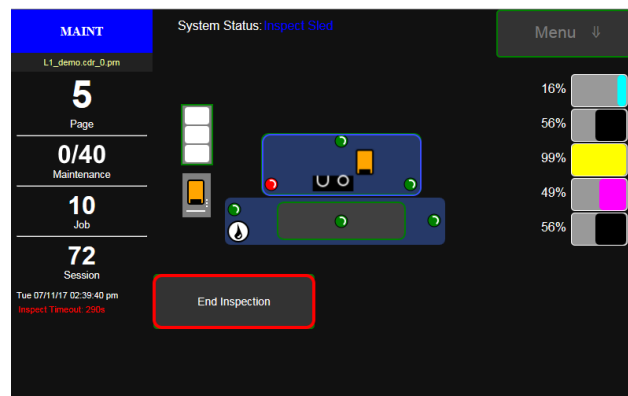 MAINT
System Status: Inspect Sled
Menu ⇓
L1_demo.cdr_0.pm
5
Page
0/40
Maintenance
10
Job
72
Session
Tue 07/11/17 02:39:40 pm
Inspect Timeout: 290s
16%
56%
99%
49%
56%
End Inspection